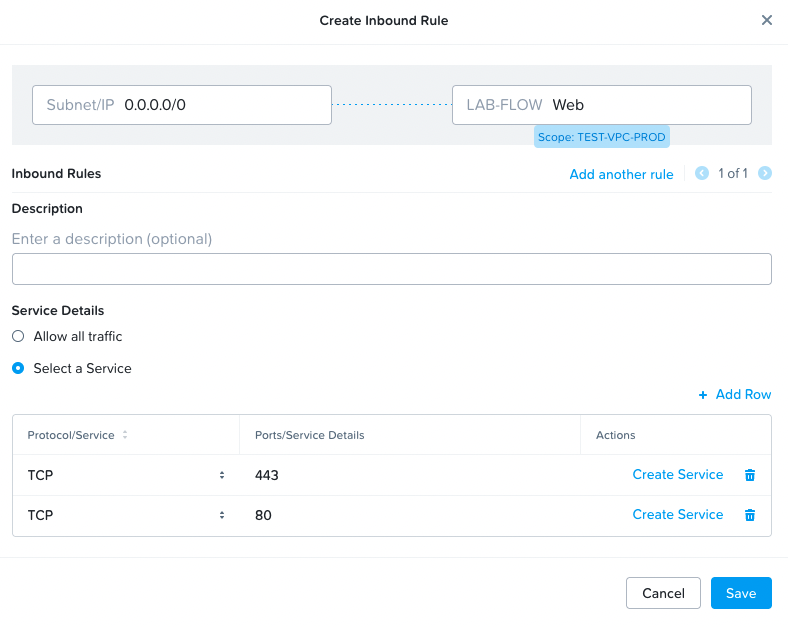 Create Inbound Rule
Subnet/IP 0.0.0.0/0
LAB-FLOW Web
Scope: TEST-VPC-PROD
Inbound Rules
Add another rule
1 of 1
Description
Enter a description (optional)
Service Details
Allow all traffic
Select a Service
+ Add Row
Protocol/Service Ports/Service Details Actions
TCP 443 Create Service
TCP 80 Create Service
Cancel Save